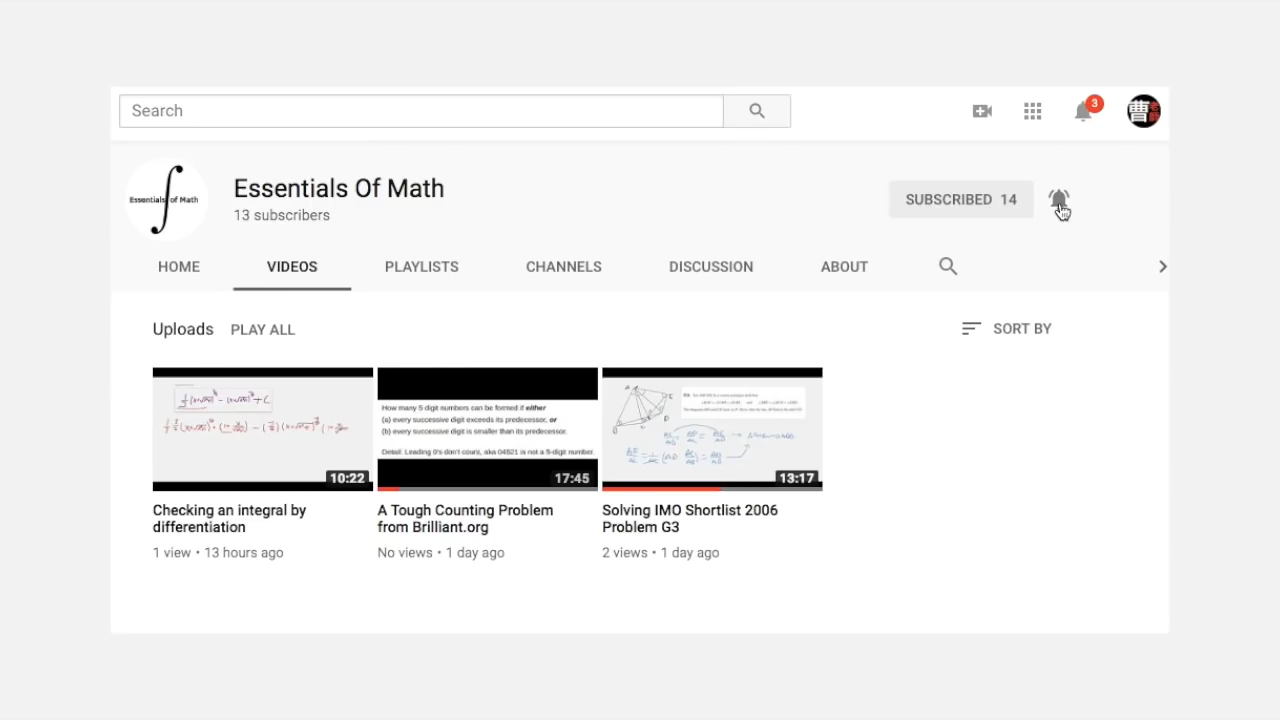 Search
3
曹老師
Essentials of Math
Essentials Of Math
13 subscribers
SUBSCRIBED 14
HOME VIDEOS PLAYLISTS CHANNELS DISCUSSION ABOUT
Uploads PLAY ALL
SORT BY
How many 5 digit numbers can be formed if either
(a) every successive digit exceeds its predecessor, or
(b) every successive digit is smaller than its predecessor.
Detail: Leading 0's don't count, aka 04521 is not a 5-digit number.
10:22
17:45
13:17
Checking an integral by
differentiation
1 view • 13 hours ago
A Tough Counting Problem
from Brilliant.org
No views • 1 day ago
Solving IMO Shortlist 2006
Problem G3
2 views • 1 day ago